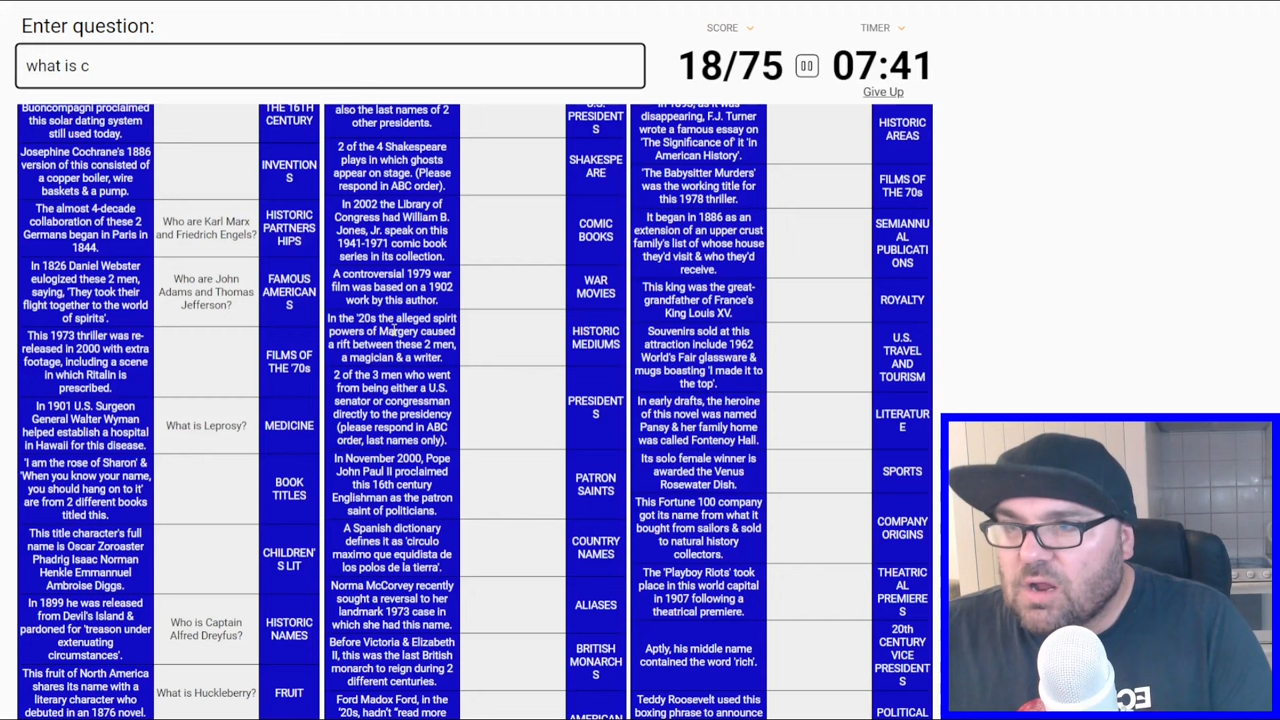 Enter question:
what is c
SCORE
18/75
TIMER
07:41
Give Up
Buoncompagni proclaimed
this solar dating system
still used today.
THE 16TH
CENTURY
Josephine Cochrane's 1886
version of this consisted of
a copper boiler, wire
baskets & a pump.
INVENTION
S
The almost 4-decade
collaboration of these 2
Germans began in Paris in
1844.
Who are Karl Marx
and Friedrich Engels?
HISTORIC
PARTNERS
HIPS
In 1826 Daniel Webster
eulogized these 2 men,
saying, 'They took their
flight together to the world
of spirits'.
Who are John
Adams and Thomas
Jefferson?
FAMOUS
AMERICAN
S
This 1973 thriller was re-
released in 2000 with extra
footage, including a scene
in which Ritalin is
prescribed.
FILMS OF
THE '70s
In 1901 U.S. Surgeon
General Walter Wyman
helped establish a hospital
in Hawaii for this disease.
What is Leprosy?
MEDICINE
'I am the rose of Sharon' &
'When you know your name,
you should hang on to it'
are from 2 different books
titled this.
BOOK
TITLES
This title character's full
name is Oscar Zoroaster
Phadrig Isaac Norman
Henkle Emmannuel
Ambroise Diggs.
CHILDREN'
S LIT
In 1899 he was released
from Devil's Island &
pardoned for 'treason under
extenuating
circumstances'.
Who is Captain
Alfred Dreyfus?
HISTORIC
NAMES
This fruit of North America
shares its name with a
literary character who
debuted in an 1876 novel.
What is Huckleberry?
FRUIT
also the last names of 2
other presidents.
U.S.
PRESIDENT
S
2 of the 4 Shakespeare
plays in which ghosts
appear on stage. (Please
respond in ABC order).
SHAKESPE
ARE
In 2002 the Library of
Congress had William B.
Jones, Jr. speak on this
1941-1971 comic book
series in its collection.
COMIC
BOOKS
A controversial 1979 war
film was based on a 1902
work by this author.
WAR
MOVIES
In the '20s the alleged spirit
powers of Margery caused
a rift between these 2 men,
a magician & a writer.
HISTORIC
MEDIUMS
2 of the 3 men who went
from being either a U.S.
senator or congressman
directly to the presidency
(please respond in ABC
order, last names only).
PRESIDENT
S
In November 2000, Pope
John Paul II proclaimed
this 16th century
Englishman as the patron
saint of politicians.
PATRON
SAINTS
A Spanish dictionary
defines it as 'circulo
maximo que equidista de
los polos de la tierra'.
COUNTRY
NAMES
Norma McCorvey recently
sought a reversal to her
landmark 1973 case in
which she had this name.
ALIASES
Before Victoria & Elizabeth
II, this was the last British
monarch to reign during 2
different centuries.
BRITISH
MONARCH
S
Ford Madox Ford, in the
'20s, hadn't "read more
AMERICAN
In 1893, as it was
disappearing, F.J. Turner
wrote a famous essay on
'The Significance of' it 'in
American History'.
HISTORIC
AREAS
'The Babysitter Murders'
was the working title for
this 1978 thriller.
FILMS OF
THE 70s
It began in 1886 as an
extension of an upper crust
family's list of whose house
they'd visit & who they'd
receive.
SEMIANNU
AL
PUBLICATI
ONS
This king was the great-
grandfather of France's
King Louis XV.
ROYALTY
Souvenirs sold at this
attraction include 1962
World's Fair glassware &
mugs boasting 'I made it to
the top'.
U.S.
TRAVEL
AND
TOURISM
In early drafts, the heroine
of this novel was named
Pansy & her family home
was called Fontenoy Hall.
LITERATUR
E
Its solo female winner is
awarded the Venus
Rosewater Dish.
SPORTS
This Fortune 100 company
got its name from what it
bought from sailors & sold
to natural history
collectors.
COMPANY
ORIGINS
The 'Playboy Riots' took
place in this world capital
in 1907 following a
theatrical premiere.
THEATRIC
AL
PREMIERE
S
Aptly, his middle name
contained the word 'rich'.
20th
CENTURY
VICE
PRESIDENT
S
Teddy Roosevelt used this
boxing phrase to announce
POLITICAL